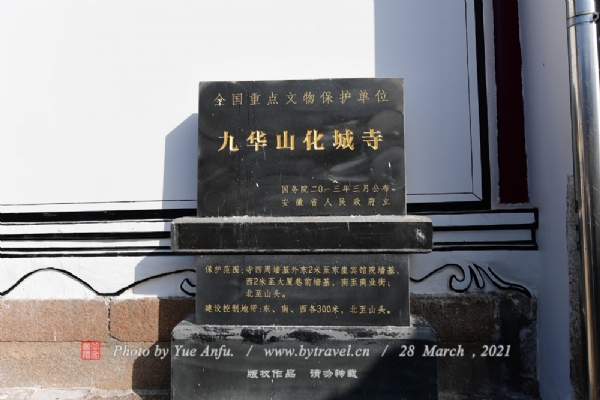 全国重点文物保护单位
九华山化城寺
国务院二〇一三年三月公布
安徽省人民政府立
保护范围:寺四周墙基外东2米至东崖宾馆院墙基,
西2米至大厦巷前墙基,南至商业街;
北至山头。
建设控制地带:东、南、西各300米,北至山头。
Photo by Yue Anfu. / www.bytravel.cn / 28 March , 2021
版权作品 请勿转载